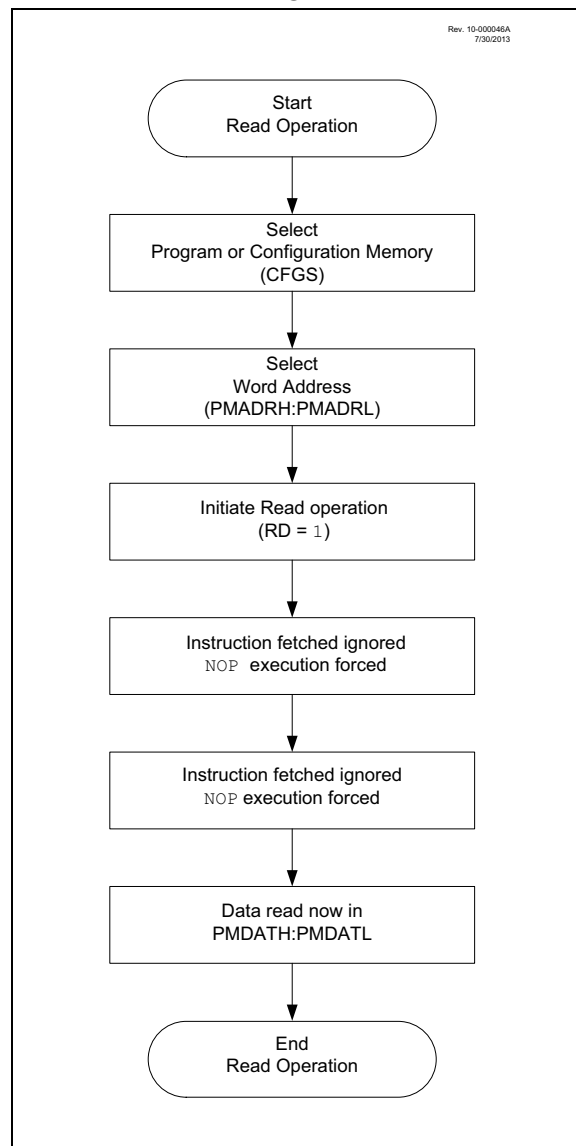 Rev. 10-000046A
7/30/2013
Start
Read Operation
Select
Program or Configuration Memory
(CFGS)
Select
Word Address
(PMADRH:PMADRL)
Initiate Read operation
(RD = 1)
Instruction fetched ignored
NOP execution forced
Instruction fetched ignored
NOP execution forced
Data read now in
PMDATH:PMDATL
End
Read Operation